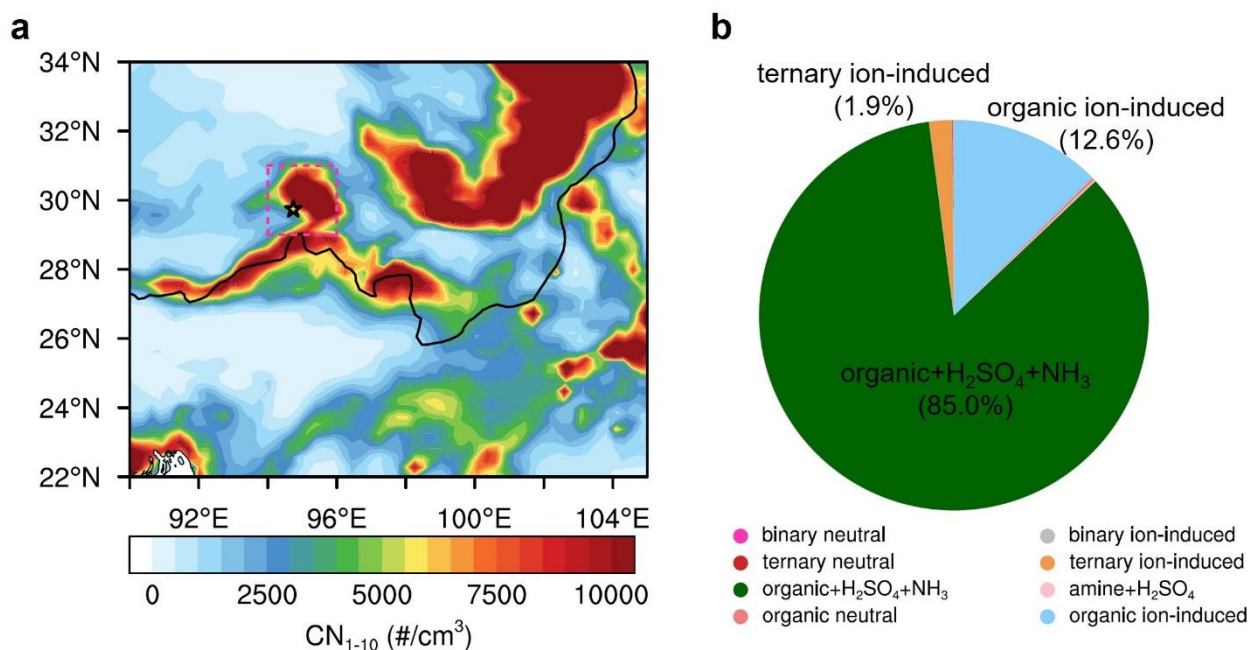 a
34°N
32°N
30°N
28°N
26°N
24°N
22°N
92°E 96°E 100°E 104°E
0 2500 5000 7500 10000
CN₁₋₁₀ (#/cm³)
b
ternary ion-induced
(1.9%)
organic ion-induced
(12.6%)
organic+H₂SO₄+NH₃
(85.0%)
binary neutral
ternary neutral
organic+H₂SO₄+NH₃
organic neutral
binary ion-induced
ternary ion-induced
amine+H₂SO₄
organic ion-induced